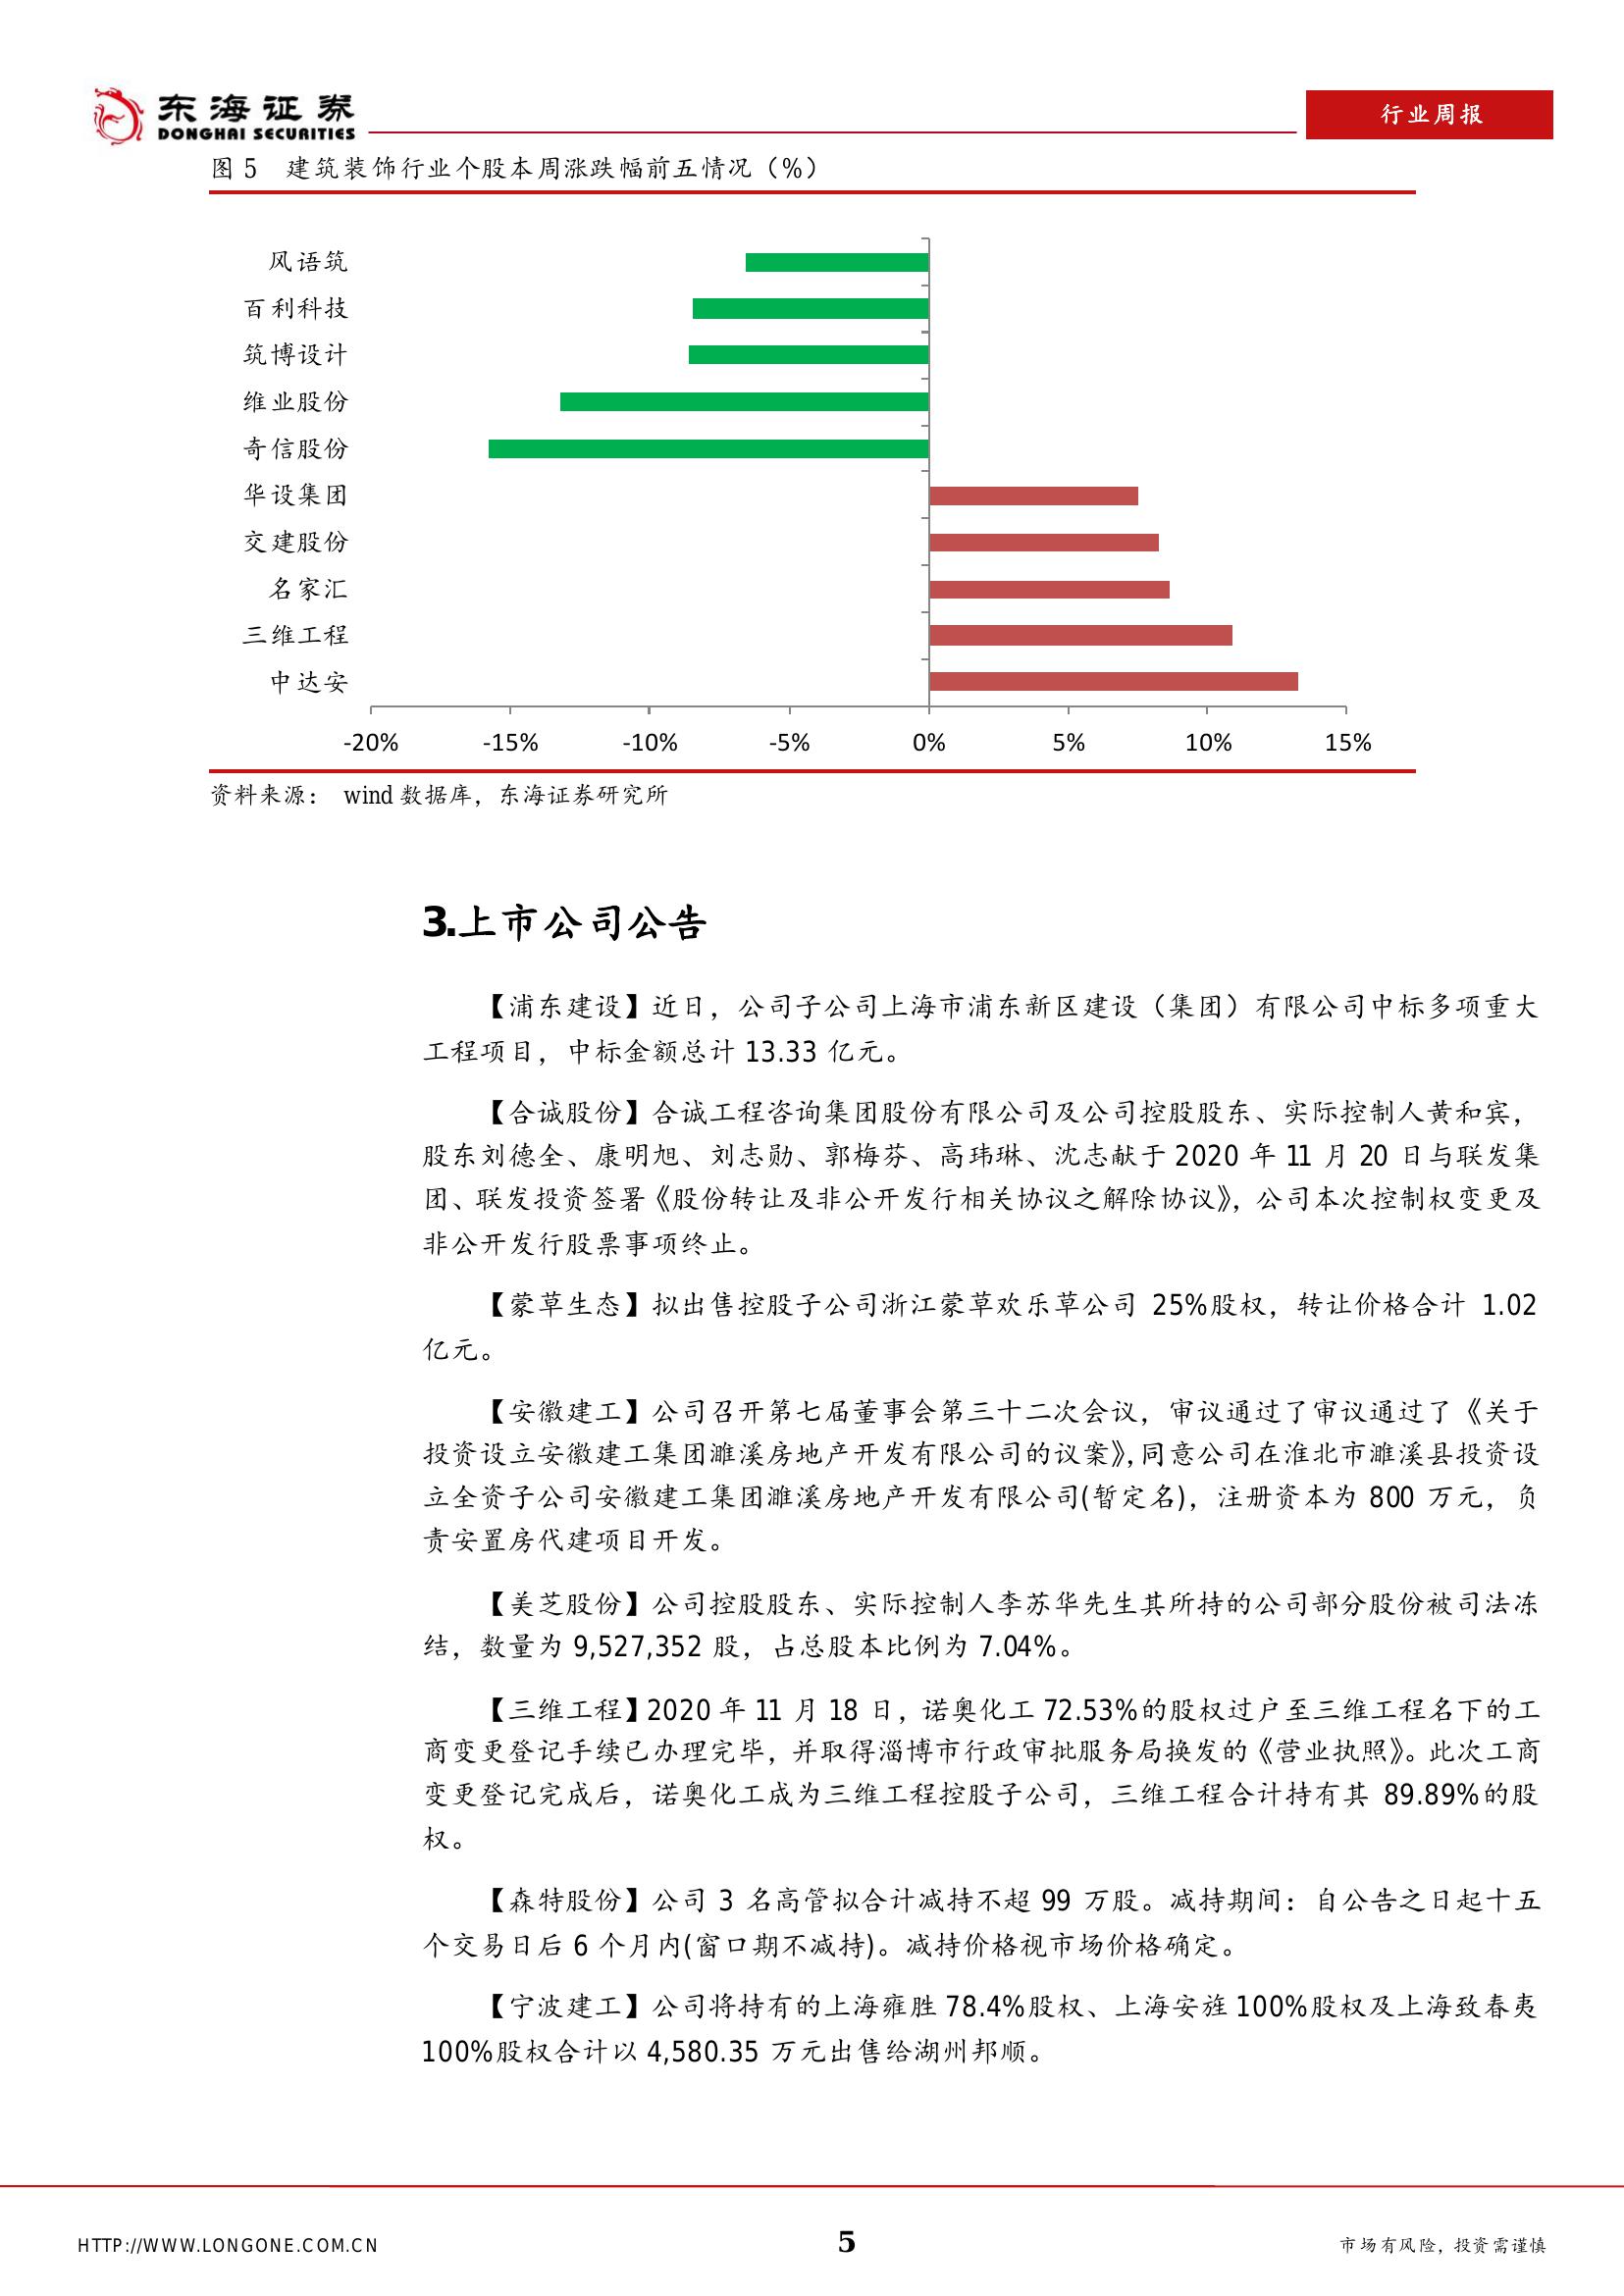 东海证券
DONGHAI SECURITIES
行业周报
图 5 建筑装饰行业个股本周涨跌幅前五情况（%）
风语筑
百利科技
筑博设计
维业股份
奇信股份
华设集团
交建股份
名家汇
三维工程
中达安
-20% -15% -10% -5% 0% 5% 10% 15%
资料来源： wind 数据库，东海证券研究所
3.上市公司公告
【浦东建设】近日，公司子公司上海市浦东新区建设（集团）有限公司中标多项重大
工程项目，中标金额总计 13.33 亿元。
【合诚股份】合诚工程咨询集团股份有限公司及公司控股股东、实际控制人黄和宾，
股东刘德全、康明旭、刘志勋、郭梅芬、高玮琳、沈志献于 2020 年 11 月 20 日与联发集
团、联发投资签署《股份转让及非公开发行相关协议之解除协议》，公司本次控制权变更及
非公开发行股票事项终止。
【蒙草生态】拟出售控股子公司浙江蒙草欢乐草公司 25%股权，转让价格合计 1.02
亿元。
【安徽建工】公司召开第七届董事会第三十二次会议，审议通过了审议通过了《关于
投资设立安徽建工集团濉溪房地产开发有限公司的议案》，同意公司在淮北市濉溪县投资设
立全资子公司安徽建工集团濉溪房地产开发有限公司(暂定名)，注册资本为 800 万元，负
责安置房代建项目开发。
【美芝股份】公司控股股东、实际控制人李苏华先生其所持的公司部分股份被司法冻
结，数量为 9,527,352 股，占总股本比例为 7.04%。
【三维工程】2020 年 11 月 18 日，诺奥化工 72.53%的股权过户至三维工程名下的工
商变更登记手续已办理完毕，并取得淄博市行政审批服务局换发的《营业执照》。此次工商
变更登记完成后，诺奥化工成为三维工程控股子公司，三维工程合计持有其 89.89%的股
权。
【森特股份】公司 3 名高管拟合计减持不超 99 万股。减持期间：自公告之日起十五
个交易日后 6 个月内(窗口期不减持)。减持价格视市场价格确定。
【宁波建工】公司将持有的上海雍胜 78.4%股权、上海安旌 100%股权及上海致春夷
100%股权合计以 4,580.35 万元出售给湖州邦顺。
HTTP://WWW.LONGONE.COM.CN
5
市场有风险，投资需谨慎